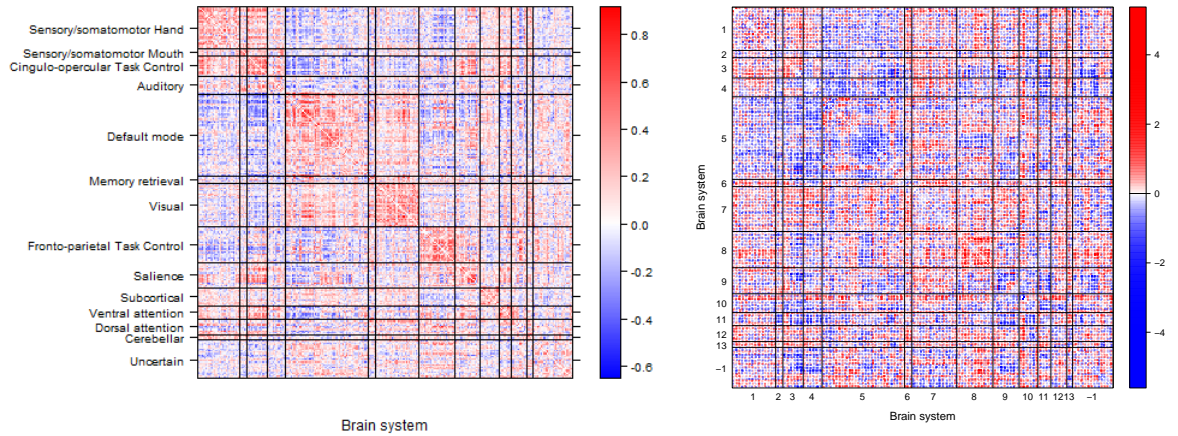 Sensory/somatomotor Hand
Sensory/somatomotor Mouth
Cingulo-opercular Task Control
Auditory
Default mode
Memory retrieval
Visual
Fronto-parietal Task Control
Salience
Subcortical
Ventral attention
Dorsal attention
Cerebellar
Uncertain
Brain system
0.8
0.6
0.4
0.2
0.0
-0.2
-0.4
-0.6
Brain system
1
2
3
4
5
6
7
8
9
10
11
12
13
−1
1 2 3 4 5 6 7 8 9 10 11 12 13 −1
Brain system
4
2
0
−2
−4